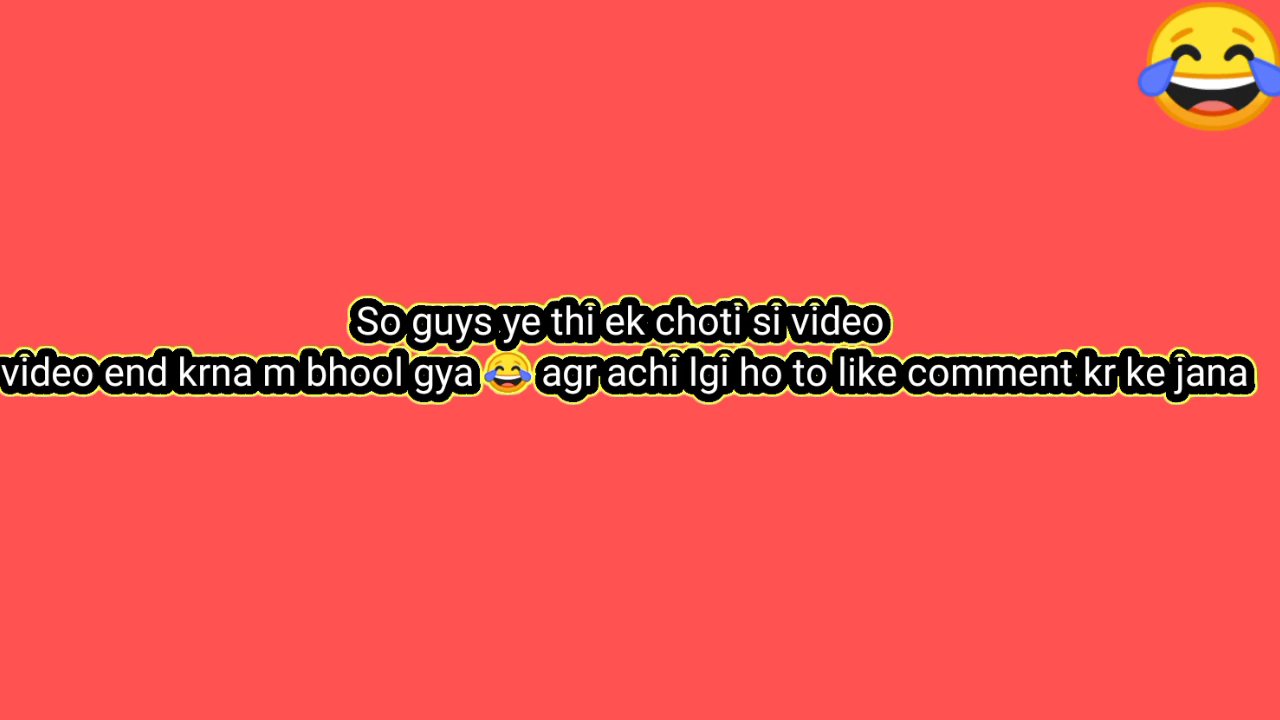 So guys ye thi ek choti si video
video end krna m bhool gya 😂 agr achi lgi ho to like comment kr ke jana